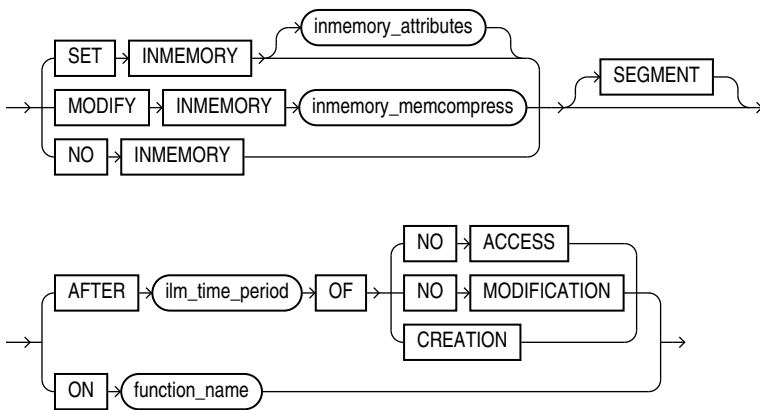 inmemory_attributes
SET INMEMORY SEGMENT
MODIFY INMEMORY inmemory_memcompress
NO INMEMORY
NO ACCESS
AFTER ilm_time_period OF NO MODIFICATION
CREATION
ON function_name